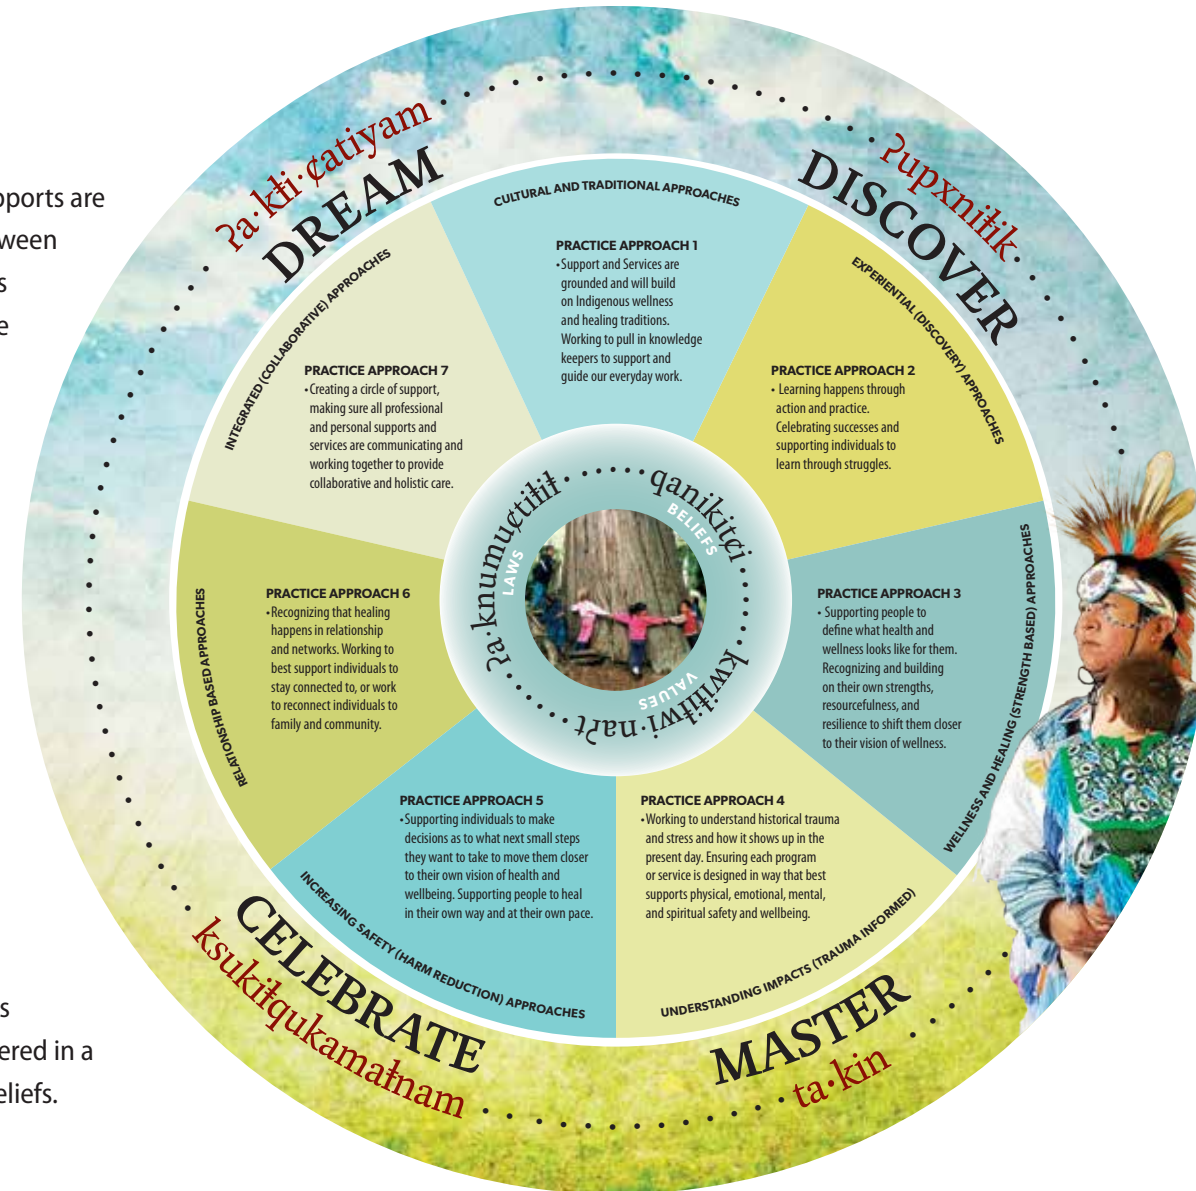 pports are
ween
s
e
s
ered in a
eliefs.
ʔa·kⱡi·ȼatiyam
DREAM
ʔupxniⱡik
DISCOVER
CULTURAL AND TRADITIONAL APPROACHES
PRACTICE APPROACH 1
•Support and Services are
grounded and will build
on Indigenous wellness
and healing traditions.
Working to pull in knowledge
keepers to support and
guide our everyday work.
EXPERIENTIAL (DISCOVERY) APPROACHES
PRACTICE APPROACH 2
• Learning happens through
action and practice.
Celebrating successes and
supporting individuals to
learn through struggles.
WELLNESS AND HEALING (STRENGTH BASED) APPROACHES
PRACTICE APPROACH 3
• Supporting people to
define what health and
wellness looks like for them.
Recognizing and building
on their own strengths,
resourcefulness, and
resilience to shift them closer
to their vision of wellness.
UNDERSTANDING IMPACTS (TRAUMA INFORMED)
PRACTICE APPROACH 4
•Working to understand historical trauma
and stress and how it shows up in the
present day. Ensuring each program
or service is designed in way that best
supports physical, emotional, mental,
and spiritual safety and wellbeing.
INCREASING SAFETY (HARM REDUCTION) APPROACHES
PRACTICE APPROACH 5
•Supporting individuals to make
decisions as to what next small steps
they want to take to move them closer
to their own vision of health and
wellbeing. Supporting people to heal
in their own way and at their own pace.
RELATIONSHIP BASED APPROACHES
PRACTICE APPROACH 6
•Recognizing that healing
happens in relationship
and networks. Working to
best support individuals to
stay connected to, or work
to reconnect individuals to
family and community.
INTEGRATED (COLLABORATIVE) APPROACHES
PRACTICE APPROACH 7
•Creating a circle of support,
making sure all professional
and personal supports and
services are communicating and
working together to provide
collaborative and holistic care.
ʔa·knumuȼtiⱡiⱡ
LAWS
qanikitȼi
BELIEFS
kwiⱡiⱡwi·naʔt
VALUES
CELEBRATE
ksukiⱡqukamaⱡnam
MASTER
ta·kin